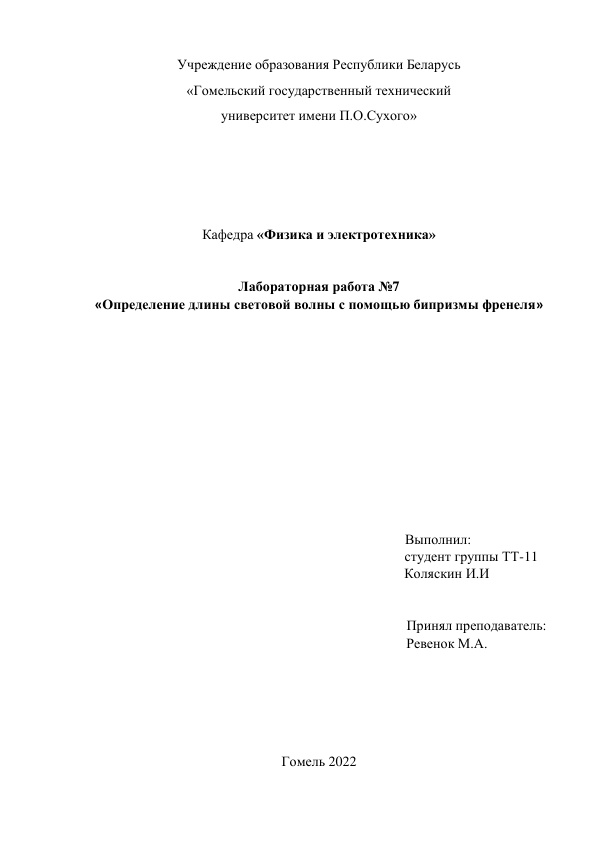 Учреждение образования Республики Беларусь
«Гомельский государственный технический
университет имени П.О.Сухого»
Кафедра «Физика и электротехника»
Лабораторная работа №7
«Определение длины световой волны с помощью бипризмы френеля»
Выполнил:
студент группы ТТ-11
Коляскин И.И
Принял преподаватель:
Ревенок М.А.
Гомель 2022